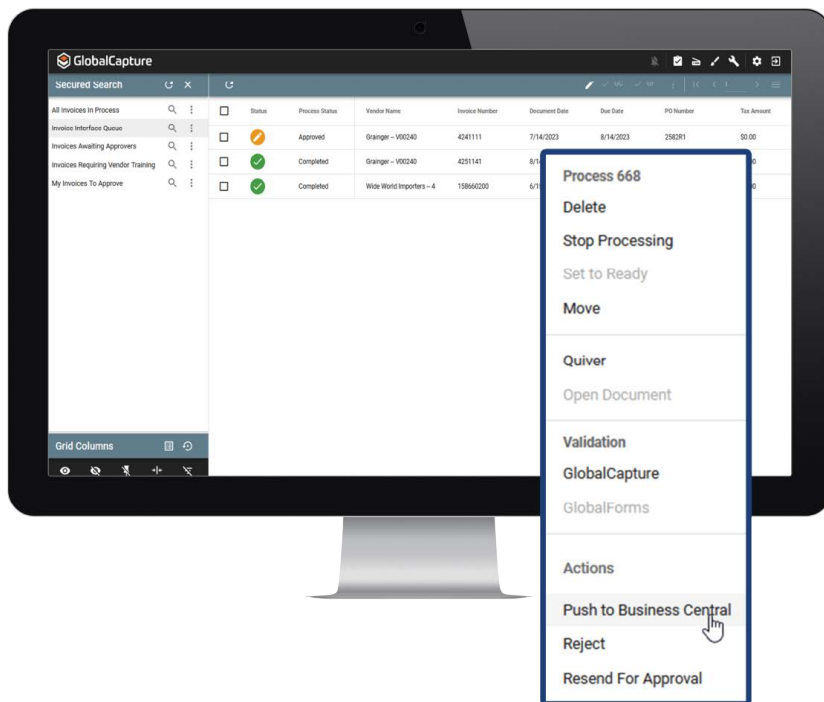 GlobalCapture
Secured Search
All Invoices In Process
Invoice Interface Queue
Invoices Awaiting Approvers
Invoices Requiring Vendor Training
My Invoices To Approve
Status Process Status Vendor Name Invoice Number Document Date Due Date PO Number Tax Amount
Approved Grainger – V00240 4241111 7/14/2023 8/14/2023 2582R1 $0.00
Completed Grainger – V00240 4251141
Completed Wide World Importers – 4 158660200
Grid Columns
Process 668
Delete
Stop Processing
Set to Ready
Move
Quiver
Open Document
Validation
GlobalCapture
GlobalForms
Actions
Push to Business Central
Reject
Resend For Approval